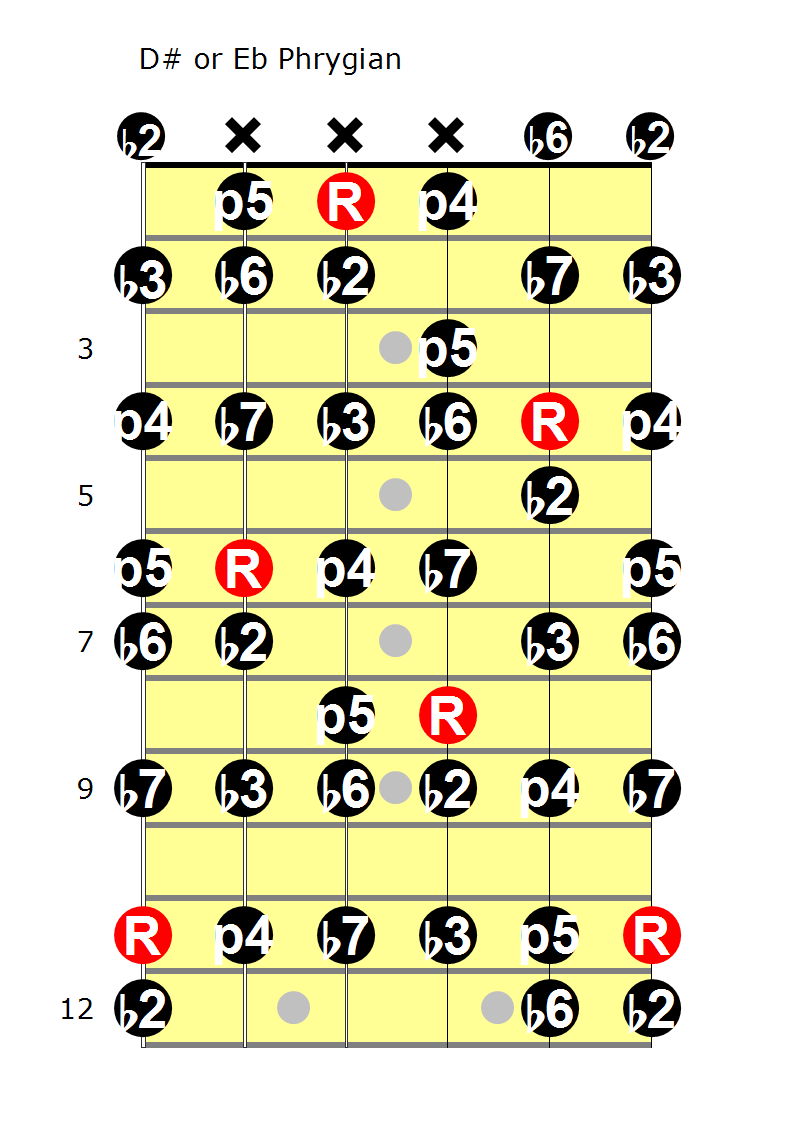 D# or Eb Phrygian
♭2 × × × ♭6 ♭2
p5 R p4
♭3 ♭6 ♭2 ♭7 ♭3
3 p5
p4 ♭7 ♭3 ♭6 R p4
5 ♭2
p5 R p4 ♭7 p5
7 ♭6 ♭2 ♭3 ♭6
p5 R
9 ♭7 ♭3 ♭6 ♭2 p4 ♭7
R p4 ♭7 ♭3 p5 R
12 ♭2 ♭6 ♭2